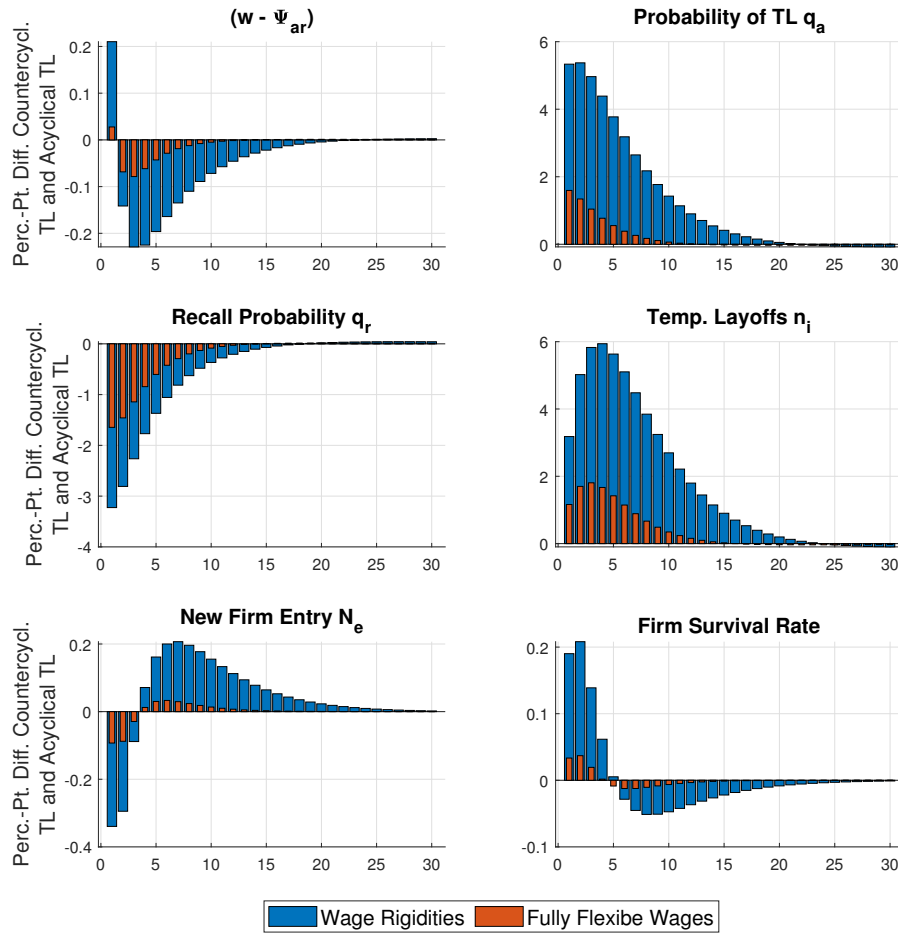 (w - Ψar)
Perc.-Pt. Diff. Countercycl.
TL and Acyclical TL
0.2
0.1
0
-0.1
-0.2
0 5 10 15 20 25 30
Probability of TL qa
6
4
2
0
0 5 10 15 20 25 30
Recall Probability qr
Perc.-Pt. Diff. Countercycl.
TL and Acyclical TL
0
-1
-2
-3
-4
0 5 10 15 20 25 30
Temp. Layoffs ni
6
4
2
0
0 5 10 15 20 25 30
New Firm Entry Ne
Perc.-Pt. Diff. Countercycl.
TL and Acyclical TL
0.2
0
-0.2
-0.4
0 5 10 15 20 25 30
Firm Survival Rate
0.2
0.1
0
-0.1
0 5 10 15 20 25 30
Wage Rigidities Fully Flexibe Wages